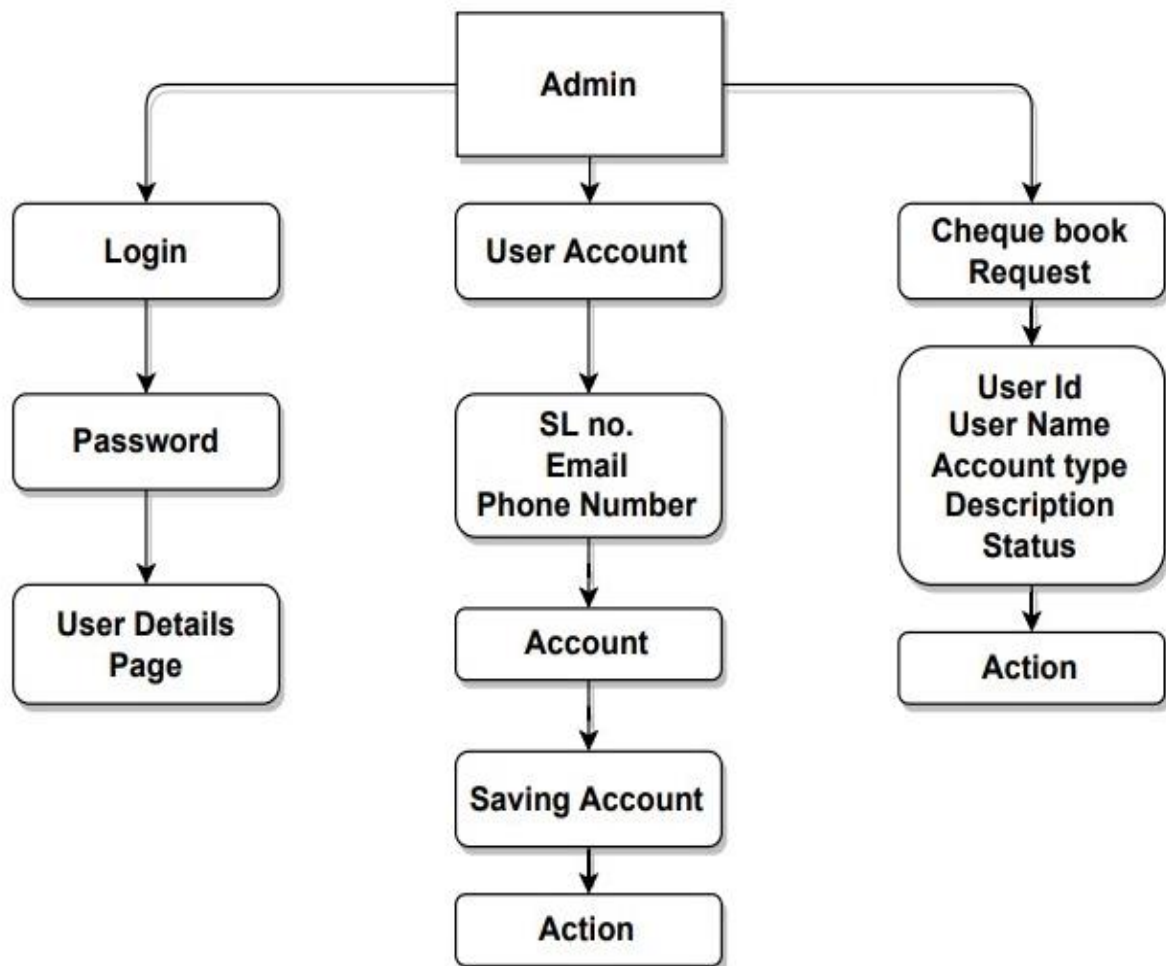 Admin
Login
User Account
Cheque book
Request
Password
SL no.
Email
Phone Number
User Id
User Name
Account type
Description
Status
User Details
Page
Account
Action
Saving Account
Action